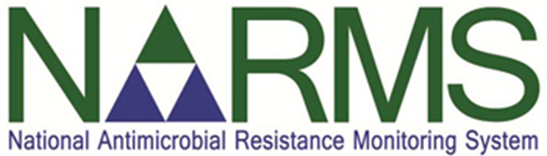 NARMS
National Antimicrobial Resistance Monitoring System